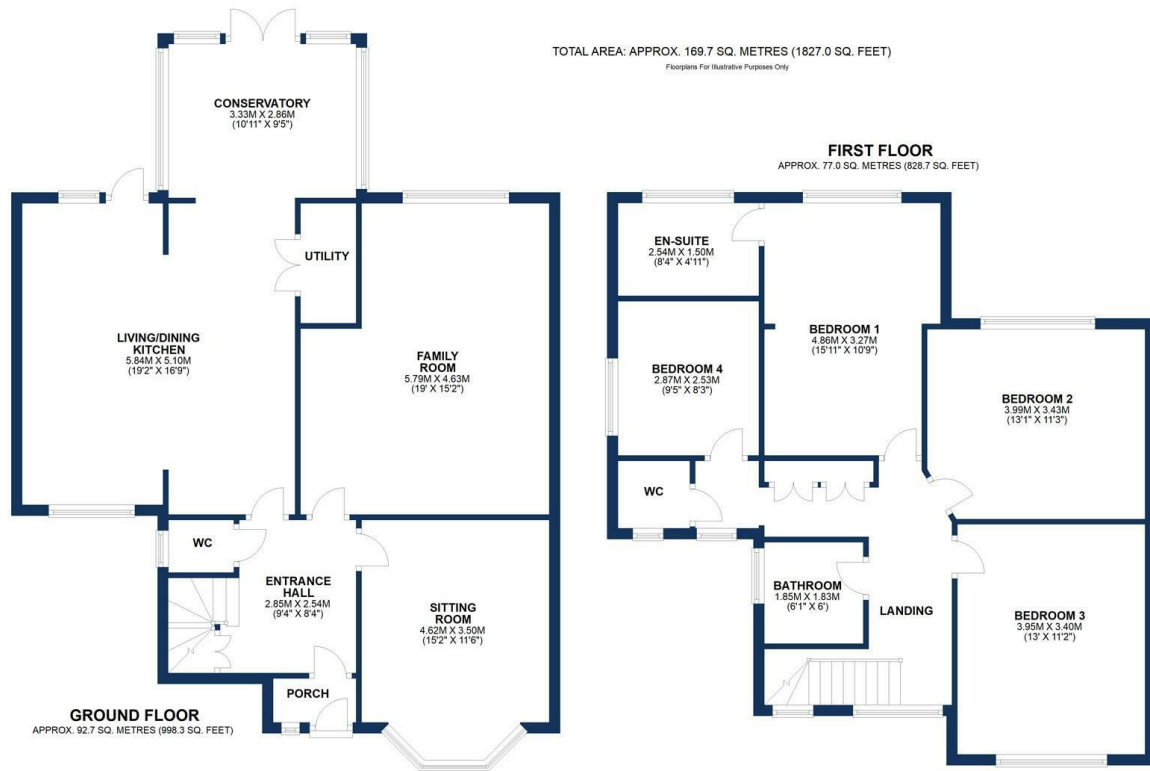 TOTAL AREA: APPROX. 169.7 SQ. METRES (1827.0 SQ. FEET)
Floorplans For Illustrative Purposes Only
CONSERVATORY
3.33M X 2.86M
(10'11" X 9'5")
UTILITY
LIVING/DINING
KITCHEN
5.84M X 5.10M
(19'2" X 16'9")
FAMILY
ROOM
5.79M X 4.63M
(19' X 15'2")
WC
ENTRANCE
HALL
2.85M X 2.54M
(9'4" X 8'4")
SITTING
ROOM
4.62M X 3.50M
(15'2" X 11'6")
PORCH
GROUND FLOOR
APPROX. 92.7 SQ. METRES (998.3 SQ. FEET)
FIRST FLOOR
APPROX. 77.0 SQ. METRES (828.7 SQ. FEET)
EN-SUITE
2.54M X 1.50M
(8'4" X 4'11")
BEDROOM 1
4.86M X 3.27M
(15'11" X 10'9")
BEDROOM 4
2.87M X 2.53M
(9'5" X 8'3")
BEDROOM 2
3.99M X 3.43M
(13'1" X 11'3")
WC
BATHROOM
1.85M X 1.83M
(6'1" X 6')
LANDING
BEDROOM 3
3.95M X 3.40M
(13' X 11'2")